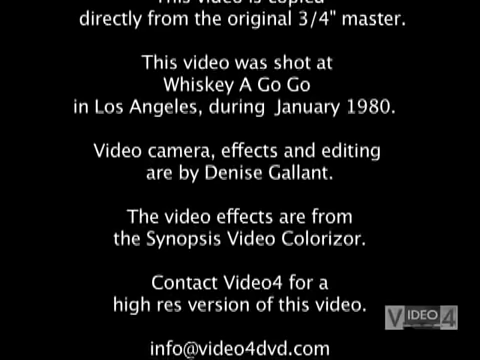 This video is copied
directly from the original 3/4" master.
This video was shot at
Whiskey A Go Go
in Los Angeles, during January 1980.
Video camera, effects and editing
are by Denise Gallant.
The video effects are from
the Synopsis Video Colorizor.
Contact Video4 for a
high res version of this video.
VIDEO4
info@video4dvd.com